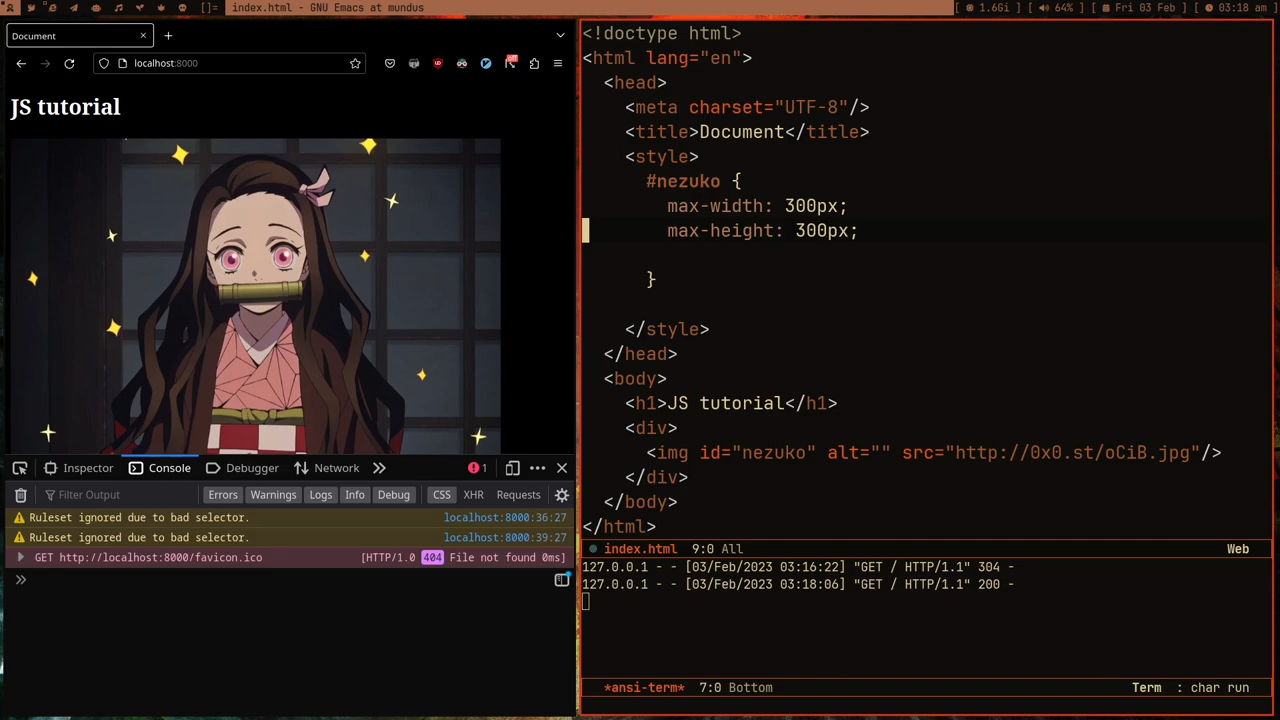 []= index.html - GNU Emacs at mundus
[ 1.6Gi ] [ 64% ] [ Fri 03 Feb ] [ 03:18 am ]
Document
localhost:8000
JS tutorial
Inspector Console Debugger Network 1
Filter Output Errors Warnings Logs Info Debug CSS XHR Requests
Ruleset ignored due to bad selector. localhost:8000:36:27
Ruleset ignored due to bad selector. localhost:8000:39:27
GET http://localhost:8000/favicon.ico [HTTP/1.0 404 File not found 0ms]
<!doctype html>
<html lang="en">
<head>
<meta charset="UTF-8"/>
<title>Document</title>
<style>
#nezuko {
max-width: 300px;
max-height: 300px;
}
</style>
</head>
<body>
<h1>JS tutorial</h1>
<div>
<img id="nezuko" alt="" src="http://0x0.st/oCiB.jpg"/>
</div>
</body>
</html>
index.html 9:0 All Web
127.0.0.1 - - [03/Feb/2023 03:16:22] "GET / HTTP/1.1" 304 -
127.0.0.1 - - [03/Feb/2023 03:18:06] "GET / HTTP/1.1" 200 -
*ansi-term* 7:0 Bottom Term : char run